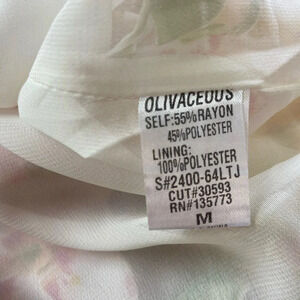 OLIVACEOUS
SELF:55%RAYON
45%POLYESTER
LINING:
100%POLYESTER
S#2400-64LTJ
CUT#30593
RN#135773
M